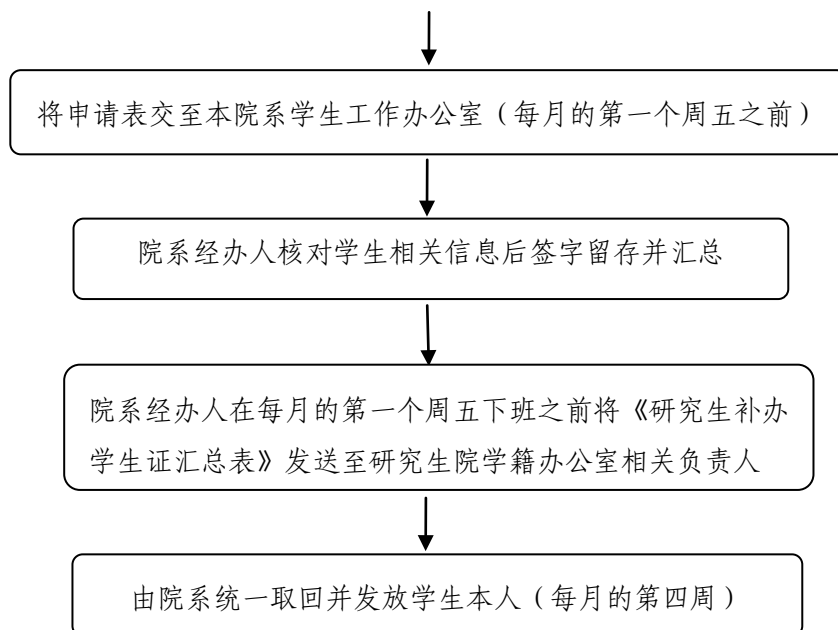 将申请表交至本院系学生工作办公室（每月的第一个周五之前）
院系经办人核对学生相关信息后签字留存并汇总
院系经办人在每月的第一个周五下班之前将《研究生补办
学生证汇总表》发送至研究生院学籍办公室相关负责人
由院系统一取回并发放学生本人（每月的第四周）